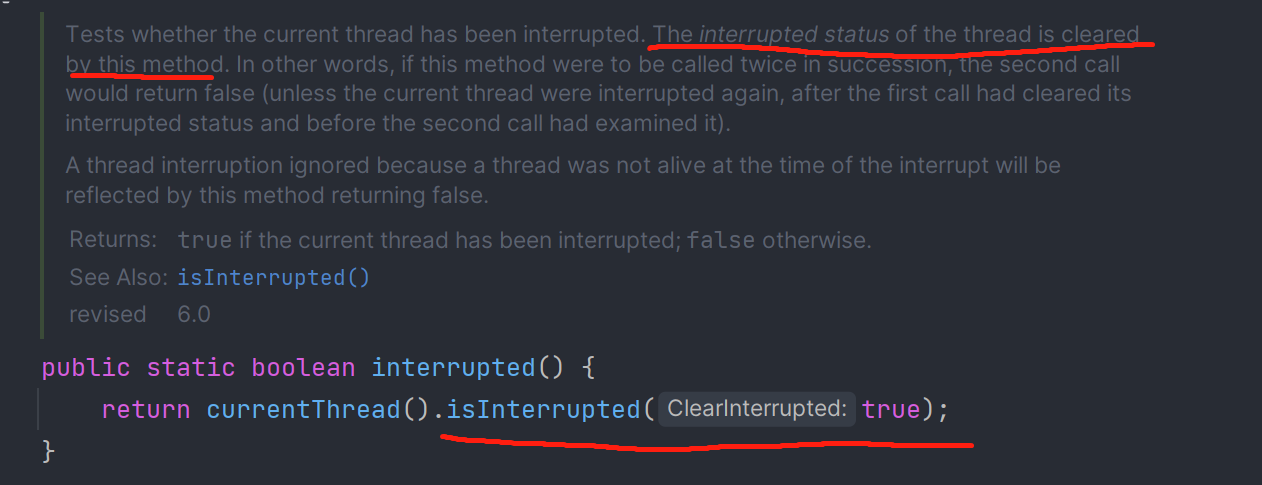 Tests whether the current thread has been interrupted. The interrupted status of the thread is cleared
by this method. In other words, if this method were to be called twice in succession, the second call
would return false (unless the current thread were interrupted again, after the first call had cleared its
interrupted status and before the second call had examined it).
A thread interruption ignored because a thread was not alive at the time of the interrupt will be
reflected by this method returning false.
Returns: true if the current thread has been interrupted; false otherwise.
See Also: isInterrupted()
revised 6.0
public static boolean interrupted() {
return currentThread().isInterrupted( ClearInterrupted: true);
}